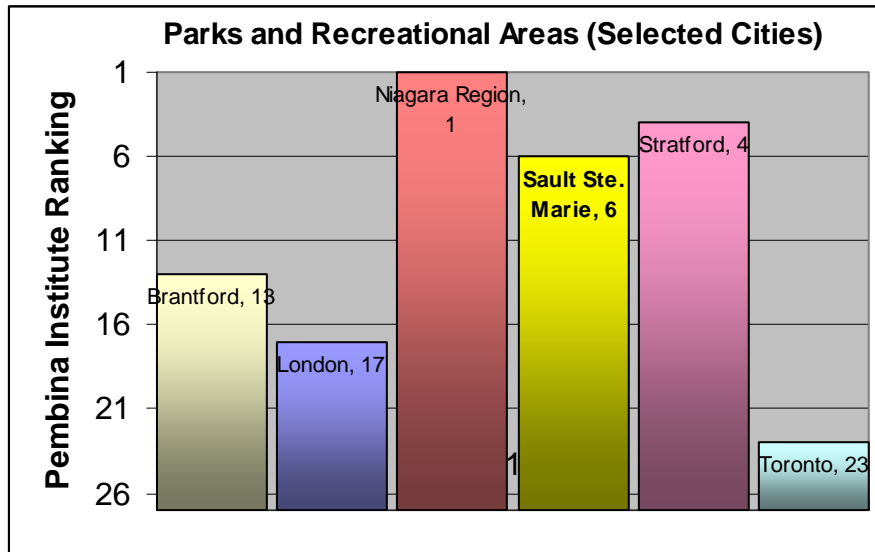 Parks and Recreational Areas (Selected Cities)
Pembina Institute Ranking
1
6
11
16
21
26
Brantford, 13
London, 17
Niagara Region,
1
Sault Ste.
Marie, 6
Stratford, 4
Toronto, 23
1